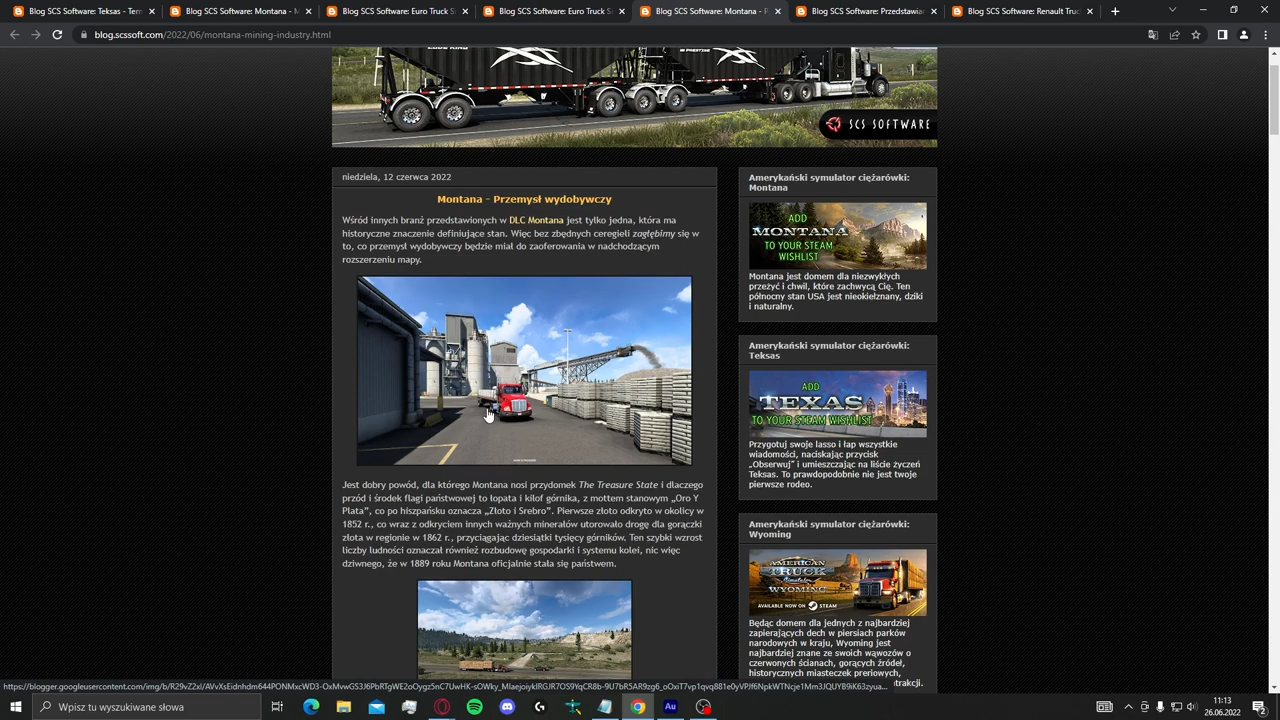 Blog SCS Software: Teksas - Ter
Blog SCS Software: Montana - M
Blog SCS Software: Euro Truck S
Blog SCS Software: Euro Truck Si
Blog SCS Software: Montana - P
Blog SCS Software: Przedstawia
Blog SCS Software Renault Truc
blog.scssoft.com/2022/06/montana-mining-industry.html
SCS SOFTWARE
niedziela, 12 czerwca 2022
Montana - Przemysł wydobywczy
Wśród innych branż przedstawionych w DLC Montana jest tylko jedna, która ma
historyczne znaczenie definiujące stan. Więc bez zbędnych ceregieli zagłębimy się w
to, co przemysł wydobywczy będzie miał do zaoferowania w nadchodzącym
rozszerzeniu mapy.
Jest dobry powód, dla którego Montana nosi przydomek The Treasure State i dlaczego
przód i środek flagi państwowej to łopata i kilof górnika, z mottem stanowym „Oro Y
Plata”, co po hiszpańsku oznacza „Złoto i Srebro”. Pierwsze złoto odkryto w okolicy w
1852 r., co wraz z odkryciem innych ważnych minerałów utorowało drogę dla gorączki
złota w regionie w 1862 r., przyciągając dziesiątki tysięcy górników. Ten szybki wzrost
liczby ludności oznaczał również rozbudowę gospodarki i systemu kolei, nic więc
dziwnego, że w 1889 roku Montana oficjalnie stała się państwem.
Amerykański symulator ciężarówki:
Montana
ADD
MONTANA
TO YOUR STEAM
WISHLIST
Montana jest domem dla niezwykłych
przeżyć i chwil, które zachwycą Cię. Ten
północny stan USA jest nieokiełznany, dziki
i naturalny.
Amerykański symulator ciężarówki:
Teksas
ADD
TEXAS
TO YOUR STEAM WISHLIST
Przygotuj swoje lasso i łap wszystkie
wiadomości, naciskając przycisk
„Obserwuj” i umieszczając na liście życzeń
Teksas. To prawdopodobnie nie jest twoje
pierwsze rodeo.
Amerykański symulator ciężarówki:
Wyoming
AMERICAN
TRUCK
Simulator
WYOMING
AVAILABLE NOW ON STEAM
Będąc domem dla jednych z najbardziej
zapierających dech w piersiach parków
narodowych w kraju, Wyoming jest
najbardziej znane ze swoich wąwozów o
czerwonych ścianach, gorących źródeł,
historycznych miasteczek preriowych,
trakcji.
Wpisz tu wyszukiwane słowa
Au
11:13
26.06.2022